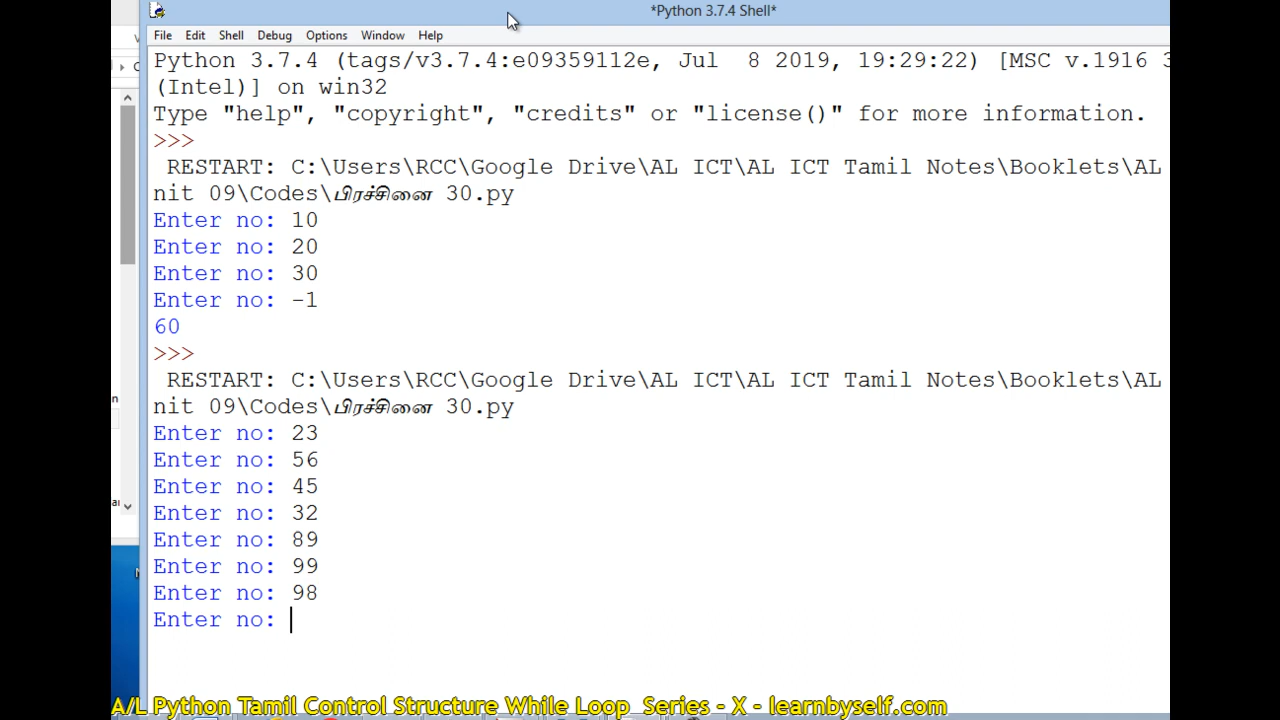 *Python 3.7.4 Shell*
File Edit Shell Debug Options Window Help
Python 3.7.4 (tags/v3.7.4:e09359112e, Jul  8 2019, 19:29:22) [MSC v.1916 3
(Intel)] on win32
Type "help", "copyright", "credits" or "license()" for more information.
>>>
 RESTART: C:\Users\RCC\Google Drive\AL ICT\AL ICT Tamil Notes\Booklets\AL
nit 09\Codes\பிரச்சினை 30.py
Enter no: 10
Enter no: 20
Enter no: 30
Enter no: -1
60
>>>
 RESTART: C:\Users\RCC\Google Drive\AL ICT\AL ICT Tamil Notes\Booklets\AL
nit 09\Codes\பிரச்சினை 30.py
Enter no: 23
Enter no: 56
Enter no: 45
Enter no: 32
Enter no: 89
Enter no: 99
Enter no: 98
Enter no:
A/L Python Tamil Control Structure While Loop  Series - X - learnbyself.com